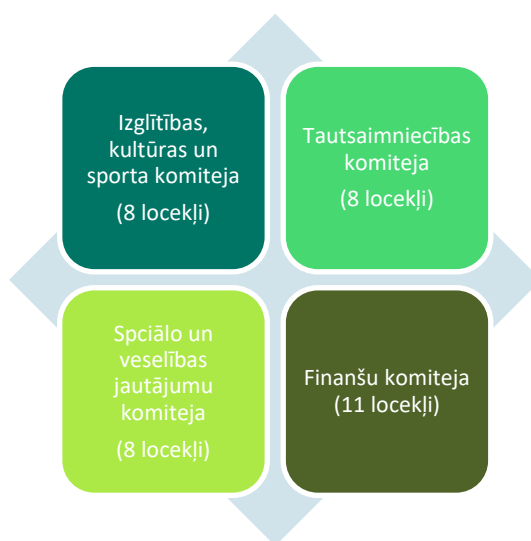 Izglītības,
kultūras un
sporta komiteja
(8 locekļi)
Tautsaimniecības
komiteja
(8 locekļi)
Spciālo un
veselības
jautājumu
komiteja
(8 locekļi)
Finanšu komiteja
(11 locekļi)